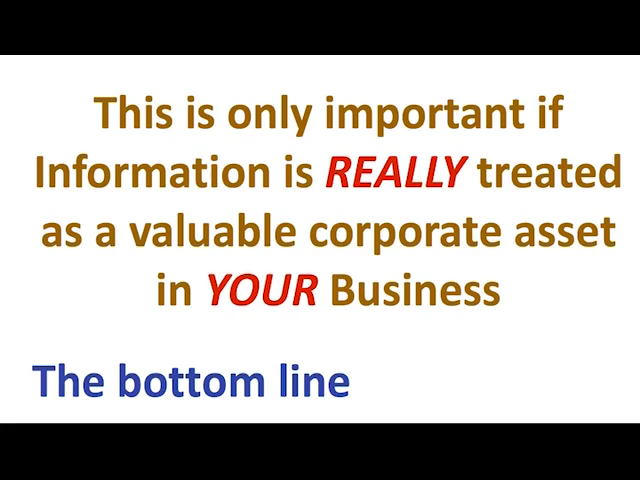 This is only important if
Information is REALLY treated
as a valuable corporate asset
in YOUR Business
The bottom line